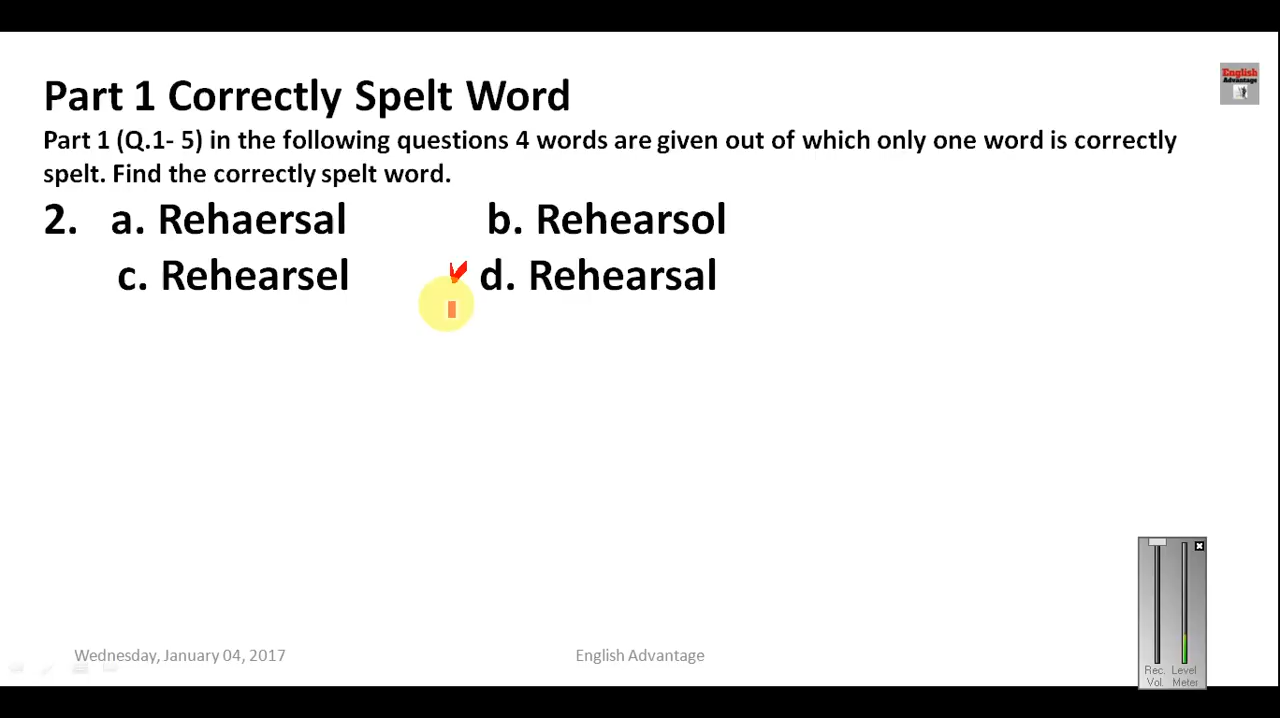 Part 1 Correctly Spelt Word
English
Advantage
Part 1 (Q.1- 5) in the following questions 4 words are given out of which only one word is correctly
spelt. Find the correctly spelt word.
2. a. Rehaersal b. Rehearsol
c. Rehearsel d. Rehearsal
Wednesday, January 04, 2017 English Advantage
Rec. Level
Vol. Meter